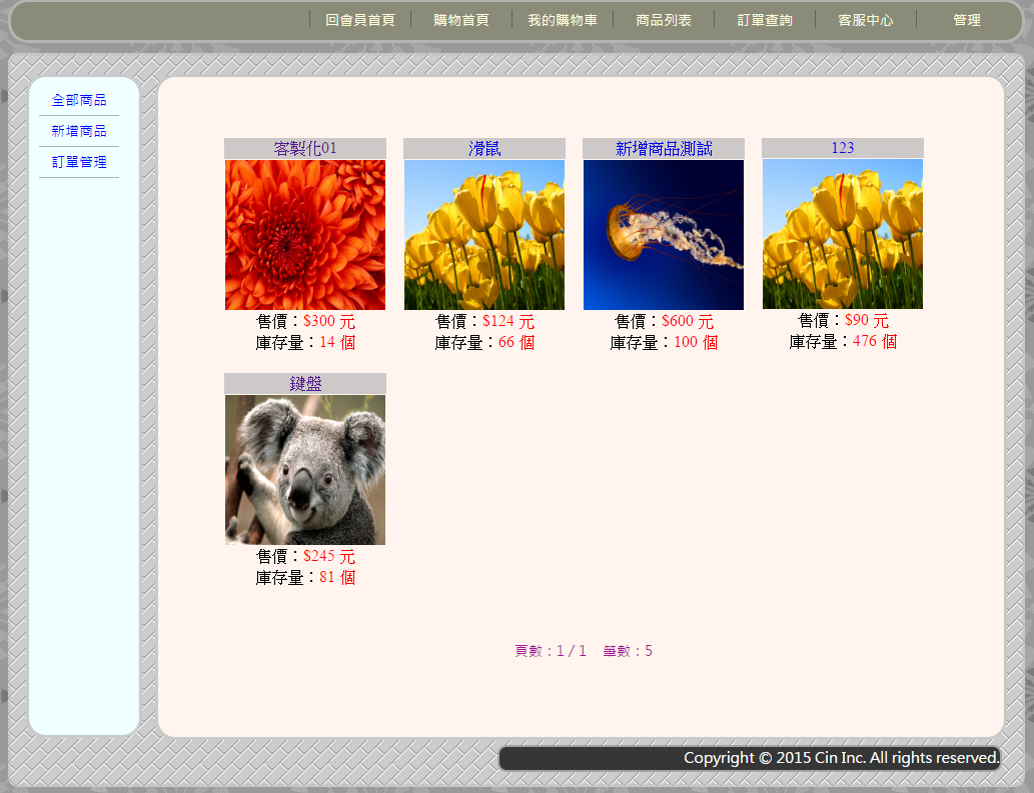 回會員首頁 購物首頁 我的購物車 商品列表 訂單查詢 客服中心 管理
全部商品
新增商品
訂單管理
客製化01 滑鼠 新增商品測試 123
售價：$300 元 售價：$124 元 售價：$600 元 售價：$90 元
庫存量：14 個 庫存量：66 個 庫存量：100 個 庫存量：476 個
鍵盤
售價：$245 元
庫存量：81 個
頁數：1 / 1 筆數：5
Copyright © 2015 Cin Inc. All rights reserved.